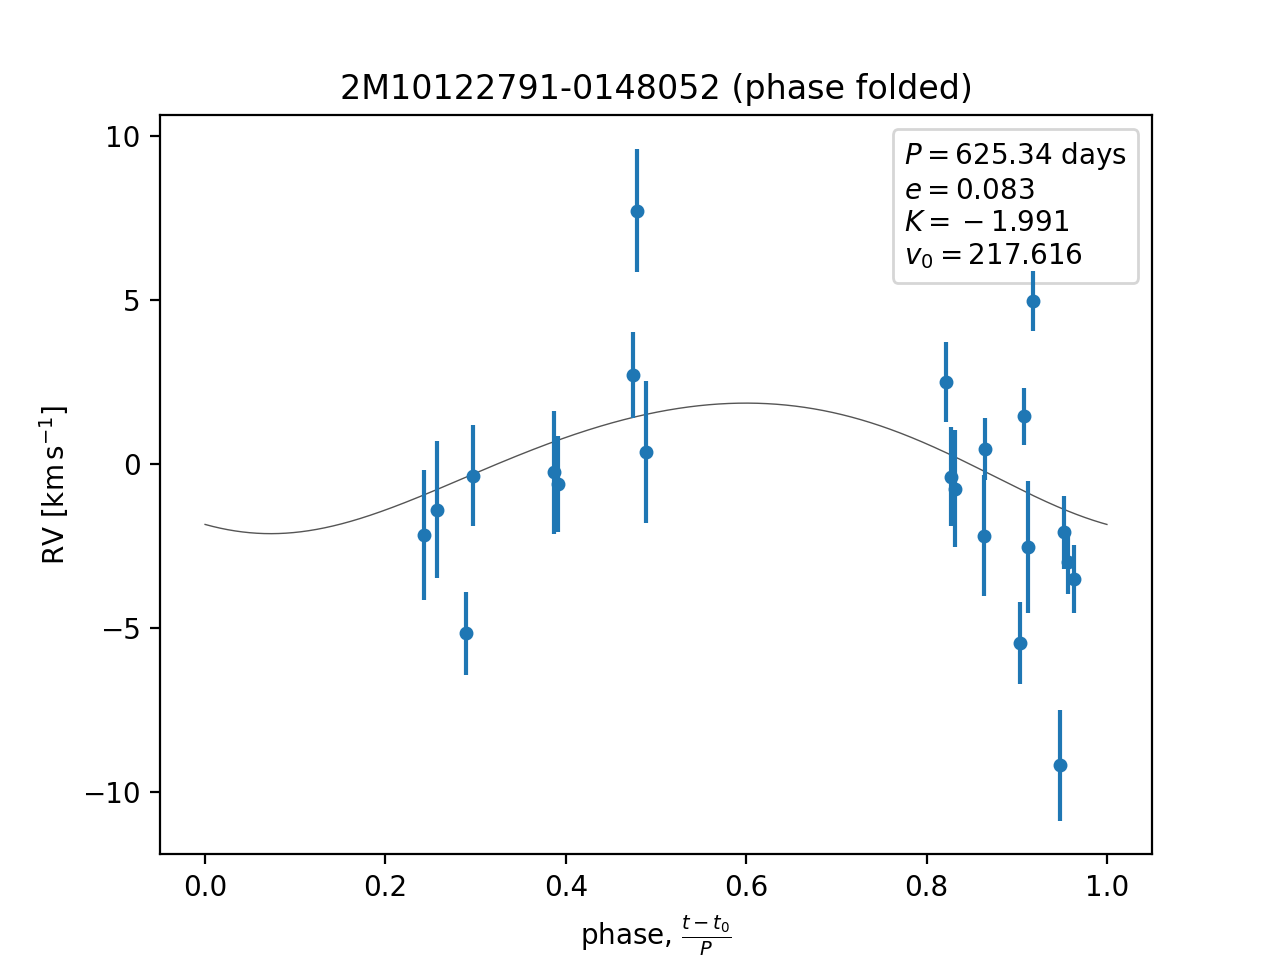 2M10122791-0148052 (phase folded)
P = 625.34 days
e = 0.083
K = −1.991
v₀ = 217.616
10
5
0
−5
−10
RV [km s⁻¹]
0.0 0.2 0.4 0.6 0.8 1.0
phase, (t − t₀)/P